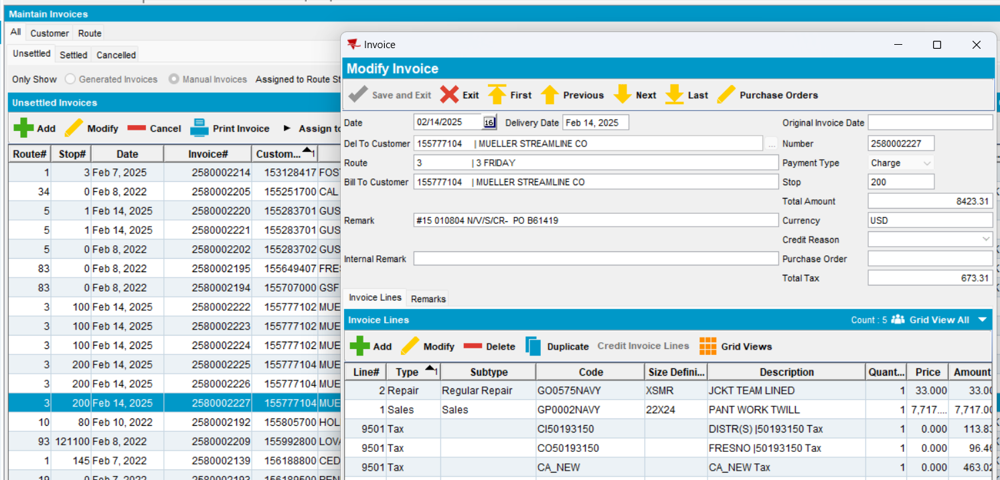 Maintain Invoices
All Customer Route
Unsettled Settled Cancelled
Only Show Generated Invoices Manual Invoices Assigned to Route St
Unsettled Invoices
Add Modify Cancel Print Invoice Assign to
Route# Stop# Date Invoice# Custom... 1
1 3 Feb 7, 2025 2580002214 153128417 FOS
34 0 Feb 8, 2022 2580002205 155251700 CAL
5 1 Feb 14, 2025 2580002220 155283701 GUS
5 1 Feb 14, 2025 2580002221 155283701 GUS
5 0 Feb 8, 2022 2580002202 155283702 GUS
83 0 Feb 8, 2022 2580002195 155649407 FRE
83 0 Feb 8, 2022 2580002194 155707000 GSF
3 100 Feb 14, 2025 2580002222 155777102 MUE
3 100 Feb 14, 2025 2580002223 155777102 MUE
3 100 Feb 14, 2025 2580002224 155777102 MUE
3 200 Feb 14, 2025 2580002225 155777104 MUE
3 200 Feb 14, 2025 2580002226 155777104 MUE
3 200 Feb 14, 2025 2580002227 155777104 MUE
10 80 Feb 10, 2022 2580002192 155805700 HOL
93 121100 Feb 8, 2022 2580002209 155992800 LOV
1 145 Feb 7, 2022 2580002139 156188800 CED
19 0 Feb 7, 2022 2580002193 156189500
Invoice
Modify Invoice
Save and Exit Exit First Previous Next Last Purchase Orders
Date 02/14/2025 16 Delivery Date Feb 14, 2025 Original Invoice Date
Del To Customer 155777104 | MUELLER STREAMLINE CO ... Number 2580002227
Route 3 | 3 FRIDAY Payment Type Charge
Bill To Customer 155777104 | MUELLER STREAMLINE CO Stop 200
Total Amount 8423.31
Remark #15 010804 N/V/S/CR- PO B61419 Currency USD
Credit Reason
Internal Remark Purchase Order
Total Tax 673.31
Invoice Lines Remarks
Invoice Lines Count : 5 Grid View All
Add Modify Delete Duplicate Credit Invoice Lines Grid Views
Line# Type 1 Subtype Code Size Defini... Description Quant... Price Amount
2 Repair Regular Repair GO0575NAVY XSMR JCKT TEAM LINED 1 33.000 33.00
1 Sales Sales GP0002NAVY 22X24 PANT WORK TWILL 1 7,717.... 7,717.00
9501 Tax CI50193150 DISTR(S) |50193150 Tax 1 0.000 113.83
9501 Tax CO50193150 FRESNO |50193150 Tax 1 0.000 96.46
9501 Tax CA_NEW CA_NEW Tax 1 0.000 463.02